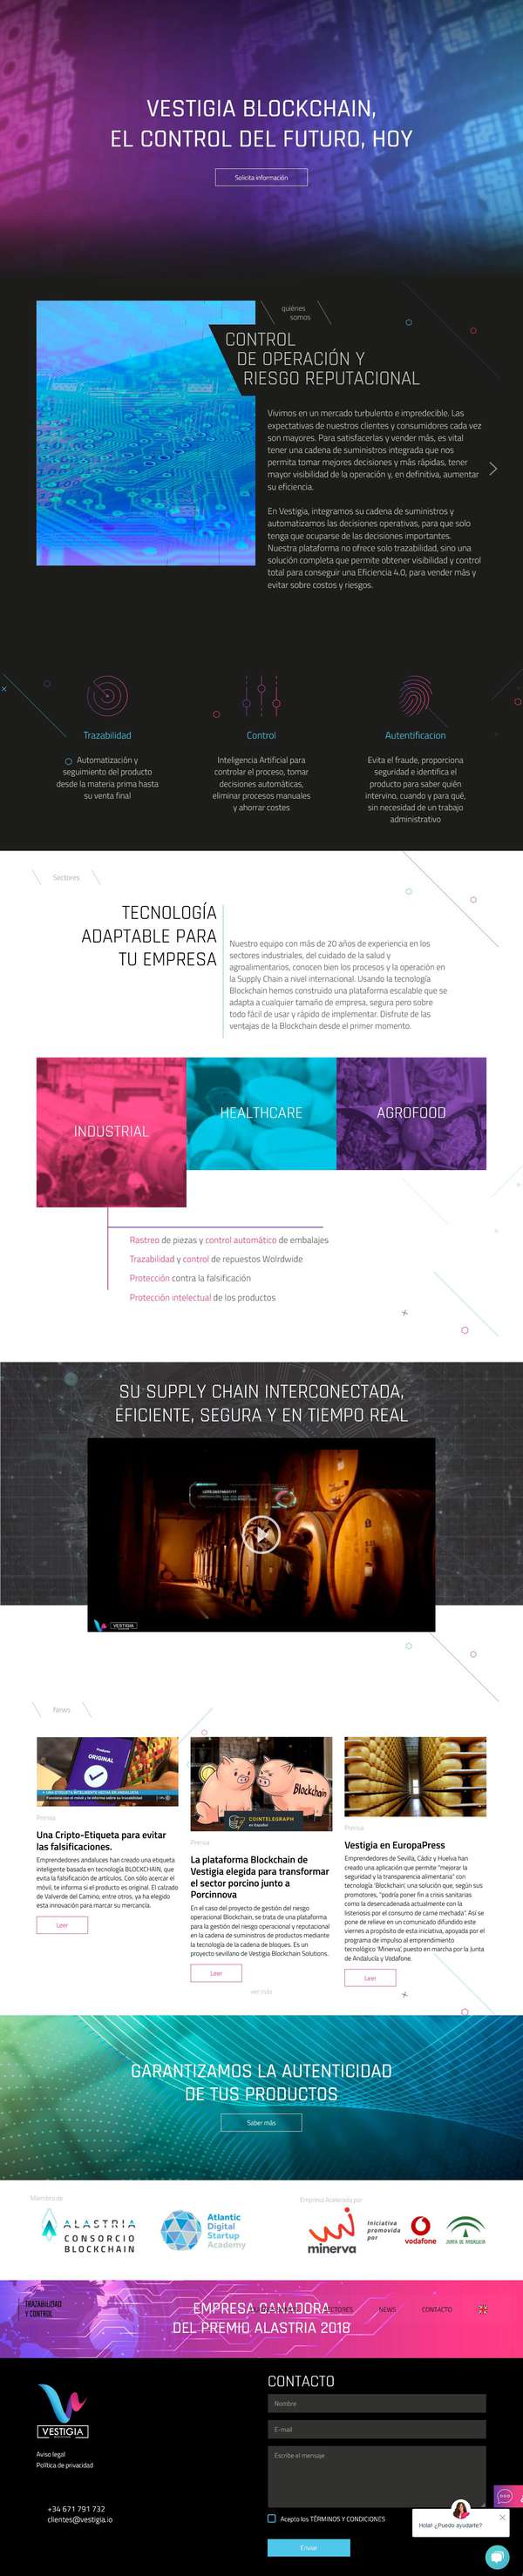 VESTIGIA BLOCKCHAIN,
EL CONTROL DEL FUTURO, HOY
Solicita información
quiénes
somos
CONTROL
DE OPERACIÓN Y
RIESGO REPUTACIONAL
Vivimos en un mercado turbulento e impredecible. Las
expectativas de nuestros clientes y consumidores cada vez
son mayores. Para satisfacerlas y vender más, es vital
tener una cadena de suministros integrada que nos
permita tomar mejores decisiones y más rápidas, tener
mayor visibilidad de la operación y, en definitiva, aumentar
su eficiencia.
En Vestigia, integramos su cadena de suministros y
automatizamos las decisiones operativas, para que solo
tenga que ocuparse de las decisiones importantes.
Nuestra plataforma no ofrece solo trazabilidad, sino una
solución completa que permite obtener visibilidad y control
total para conseguir una Eficiencia 4.0, para vender más y
evitar sobre costos y riesgos.
Trazabilidad
Automatización y
seguimiento del producto
desde la materia prima hasta
su venta final
Control
Inteligencia Artificial para
controlar el proceso, tomar
decisiones automáticas,
eliminar procesos manuales
y ahorrar costes
Autentificacion
Evita el fraude, proporciona
seguridad e identifica el
producto para saber quién
intervino, cuando y para qué,
sin necesidad de un trabajo
administrativo
Sectores
TECNOLOGÍA
ADAPTABLE PARA
TU EMPRESA
Nuestro equipo con más de 20 años de experiencia en los
sectores industriales, del cuidado de la salud y
agroalimentarios, conocen bien los procesos y la operación en
la Supply Chain a nivel internacional. Usando la tecnología
Blockchain hemos construido una plataforma escalable que se
adapta a cualquier tamaño de empresa, segura pero sobre
todo fácil de usar y rápido de implementar. Disfrute de las
ventajas de la Blockchain desde el primer momento.
INDUSTRIAL
HEALTHCARE
AGROFOOD
Rastreo de piezas y control automático de embalajes
Trazabilidad y control de repuestos Wolrdwide
Protección contra la falsificación
Protección intelectual de los productos
SU SUPPLY CHAIN INTERCONECTADA,
EFICIENTE, SEGURA Y EN TIEMPO REAL
VESTIGIA
News
Producto
ORIGINAL
Prensa
Una Cripto-Etiqueta para evitar
las falsificaciones.
Emprendedores andaluces han creado una etiqueta
inteligente basada en tecnología BLOCKCHAIN, que
evita la falsificación de artículos. Con sólo acercar el
móvil, te informa si el producto es original. El calzado
de Valverde del Camino, entre otros, ya ha elegido
esta innovación para marcar su mercancía.
Leer
Blockchain
COINTELEGRAPH
en Español
Prensa
La plataforma Blockchain de
Vestigia elegida para transformar
el sector porcino junto a
Porcinnova
En el caso del proyecto de gestión del riesgo
operacional Blockchain, se trata de una plataforma
para la gestión del riesgo operacional y reputacional
en la cadena de suministros de productos mediante
la tecnología de la cadena de bloques. Es un
proyecto sevillano de Vestigia Blockchain Solutions.
Leer
Prensa
Vestigia en EuropaPress
Emprendedores de Sevilla, Cádiz y Huelva han
creado una aplicación que permite "mejorar la
seguridad y la transparencia alimentaria" con
tecnología 'Blockchain', una solución que, según sus
promotores, "podría poner fin a crisis sanitarias
como la desencadenada actualmente con la
listeriosis por el consumo de carne mechada". Así se
pone de relieve en un comunicado difundido este
viernes a propósito de esta iniciativa, apoyada por el
programa de impulso al emprendimiento
tecnológico 'Minerva', puesto en marcha por la Junta
de Andalucía y Vodafone.
Leer
ver más
GARANTIZAMOS LA AUTENTICIDAD
DE TUS PRODUCTOS
Saber más
Miembros de
ALASTRIA
CONSORCIO
BLOCKCHAIN
Atlantic
Digital
Startup
Academy
Empresa Acelerada por
minerva
Iniciativa
promovida
por
vodafone
JUNTA DE ANDALUCIA
TRAZABILIDAD
Y CONTROL
EMPRESA GANADORA
DEL PREMIO ALASTRIA 2018
NEWS
CONTACTO
VESTIGIA
Aviso legal
Política de privacidad
+34 671 791 732
clientes@vestigia.io
CONTACTO
Nombre
E-mail
Escribe el mensaje
Acepto los TÉRMINOS Y CONDICIONES
Enviar
Hola! ¿Puedo ayudarte?